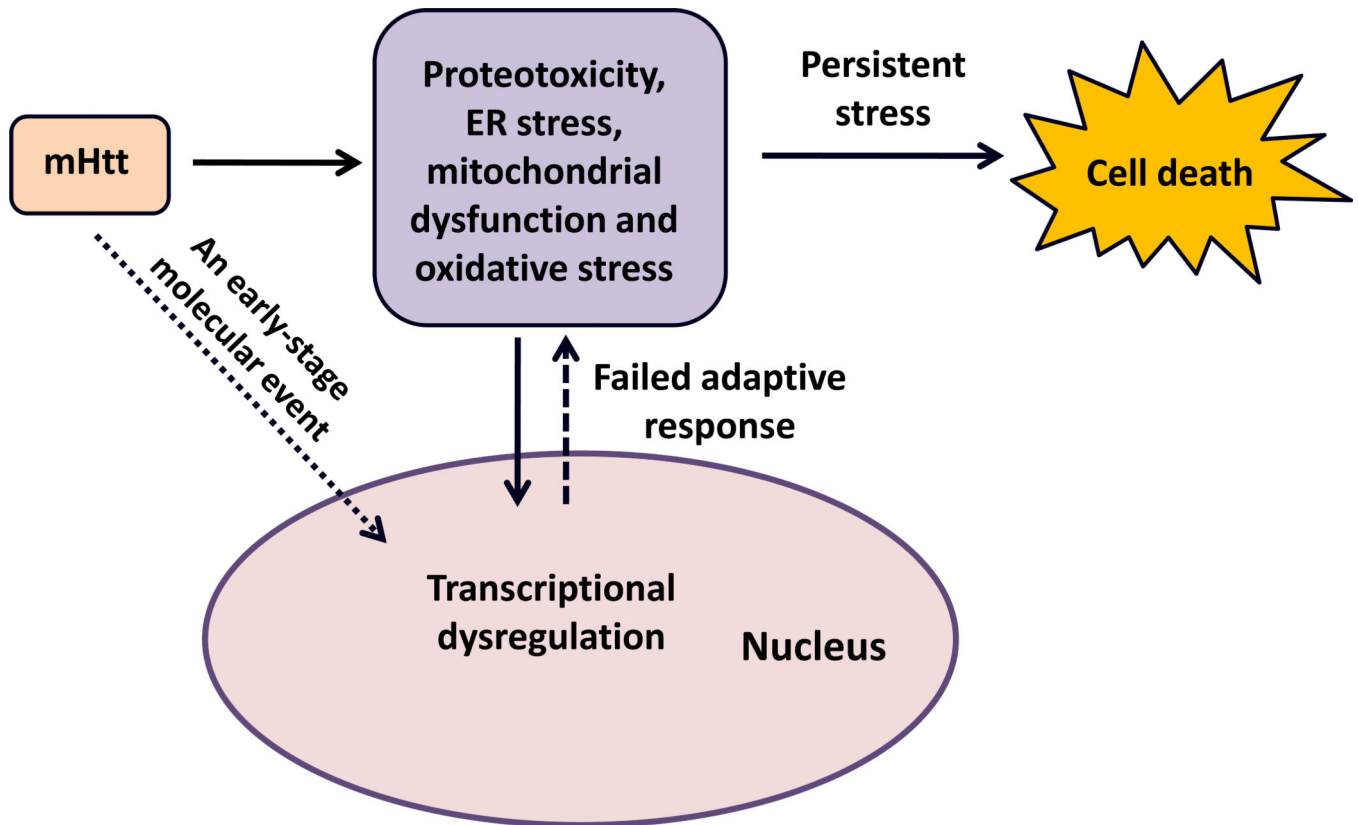 mHtt
Proteotoxicity,
ER stress,
mitochondrial
dysfunction and
oxidative stress
Persistent
stress
Cell death
An early-stage
molecular event
Failed adaptive
response
Transcriptional
dysregulation
Nucleus